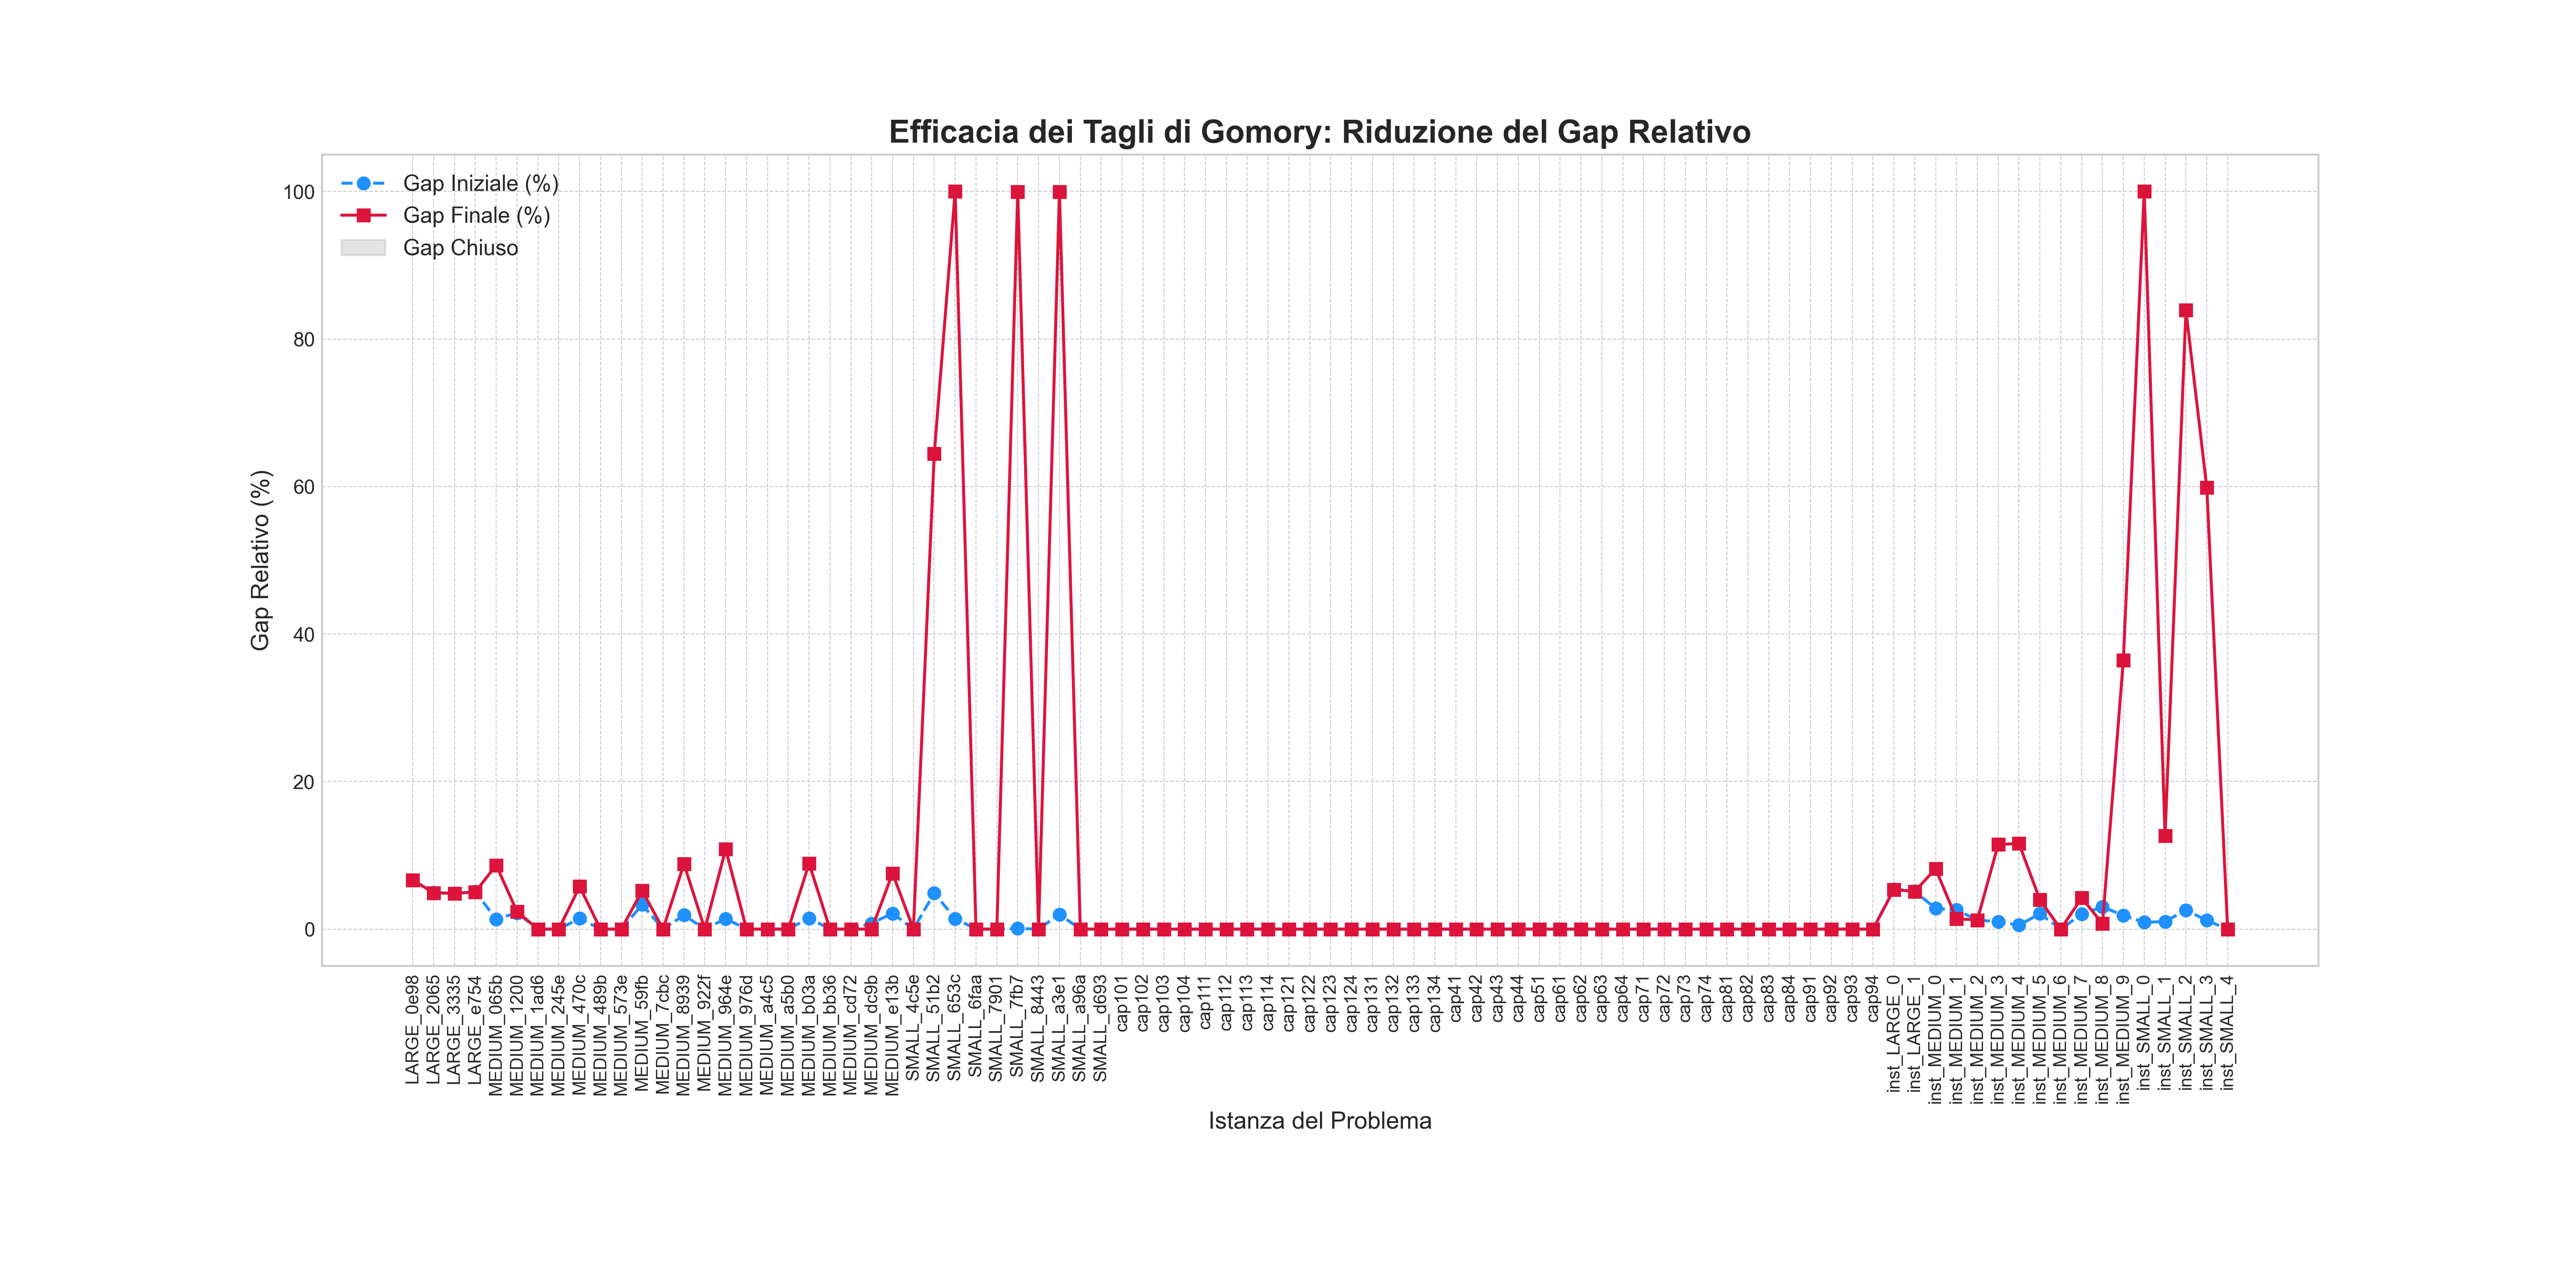 Efficacia dei Tagli di Gomory: Riduzione del Gap Relativo
Gap Iniziale (%)
Gap Finale (%)
Gap Chiuso
Gap Relativo (%)
100
80
60
40
20
0
LARGE_0e98
LARGE_2065
LARGE_3335
LARGE_e754
MEDIUM_065b
MEDIUM_1200
MEDIUM_1ad6
MEDIUM_245e
MEDIUM_470c
MEDIUM_489b
MEDIUM_573e
MEDIUM_59fb
MEDIUM_7cbc
MEDIUM_8939
MEDIUM_922f
MEDIUM_964e
MEDIUM_976d
MEDIUM_a4c5
MEDIUM_a5b0
MEDIUM_b03a
MEDIUM_bb36
MEDIUM_cd72
MEDIUM_dc9b
MEDIUM_e13b
SMALL_4c5e
SMALL_51b2
SMALL_653c
SMALL_6faa
SMALL_7901
SMALL_7fb7
SMALL_8443
SMALL_a3e1
SMALL_a96a
SMALL_d693
cap101
cap102
cap103
cap104
cap111
cap112
cap113
cap114
cap121
cap122
cap123
cap124
cap131
cap132
cap133
cap134
cap41
cap42
cap43
cap44
cap51
cap61
cap62
cap63
cap64
cap71
cap72
cap73
cap74
cap81
cap82
cap83
cap84
cap91
cap92
cap93
cap94
inst_LARGE_0
inst_LARGE_1
inst_MEDIUM_0
inst_MEDIUM_1
inst_MEDIUM_2
inst_MEDIUM_3
inst_MEDIUM_4
inst_MEDIUM_5
inst_MEDIUM_6
inst_MEDIUM_7
inst_MEDIUM_8
inst_MEDIUM_9
inst_SMALL_0
inst_SMALL_1
inst_SMALL_2
inst_SMALL_3
inst_SMALL_4
Istanza del Problema